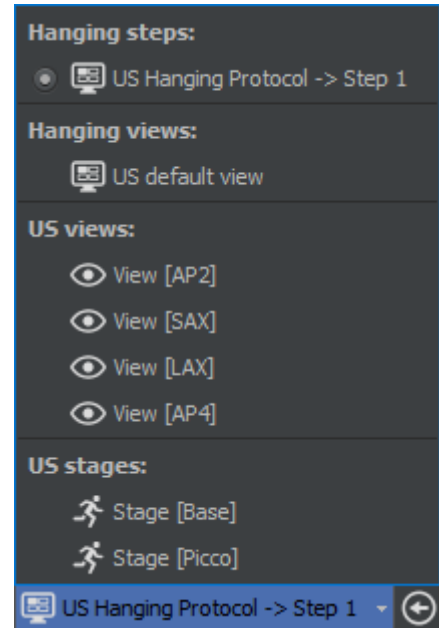 Hanging steps:
US Hanging Protocol -> Step 1
Hanging views:
US default view
US views:
View [AP2]
View [SAX]
View [LAX]
View [AP4]
US stages:
Stage [Base]
Stage [Picco]
US Hanging Protocol -> Step 1